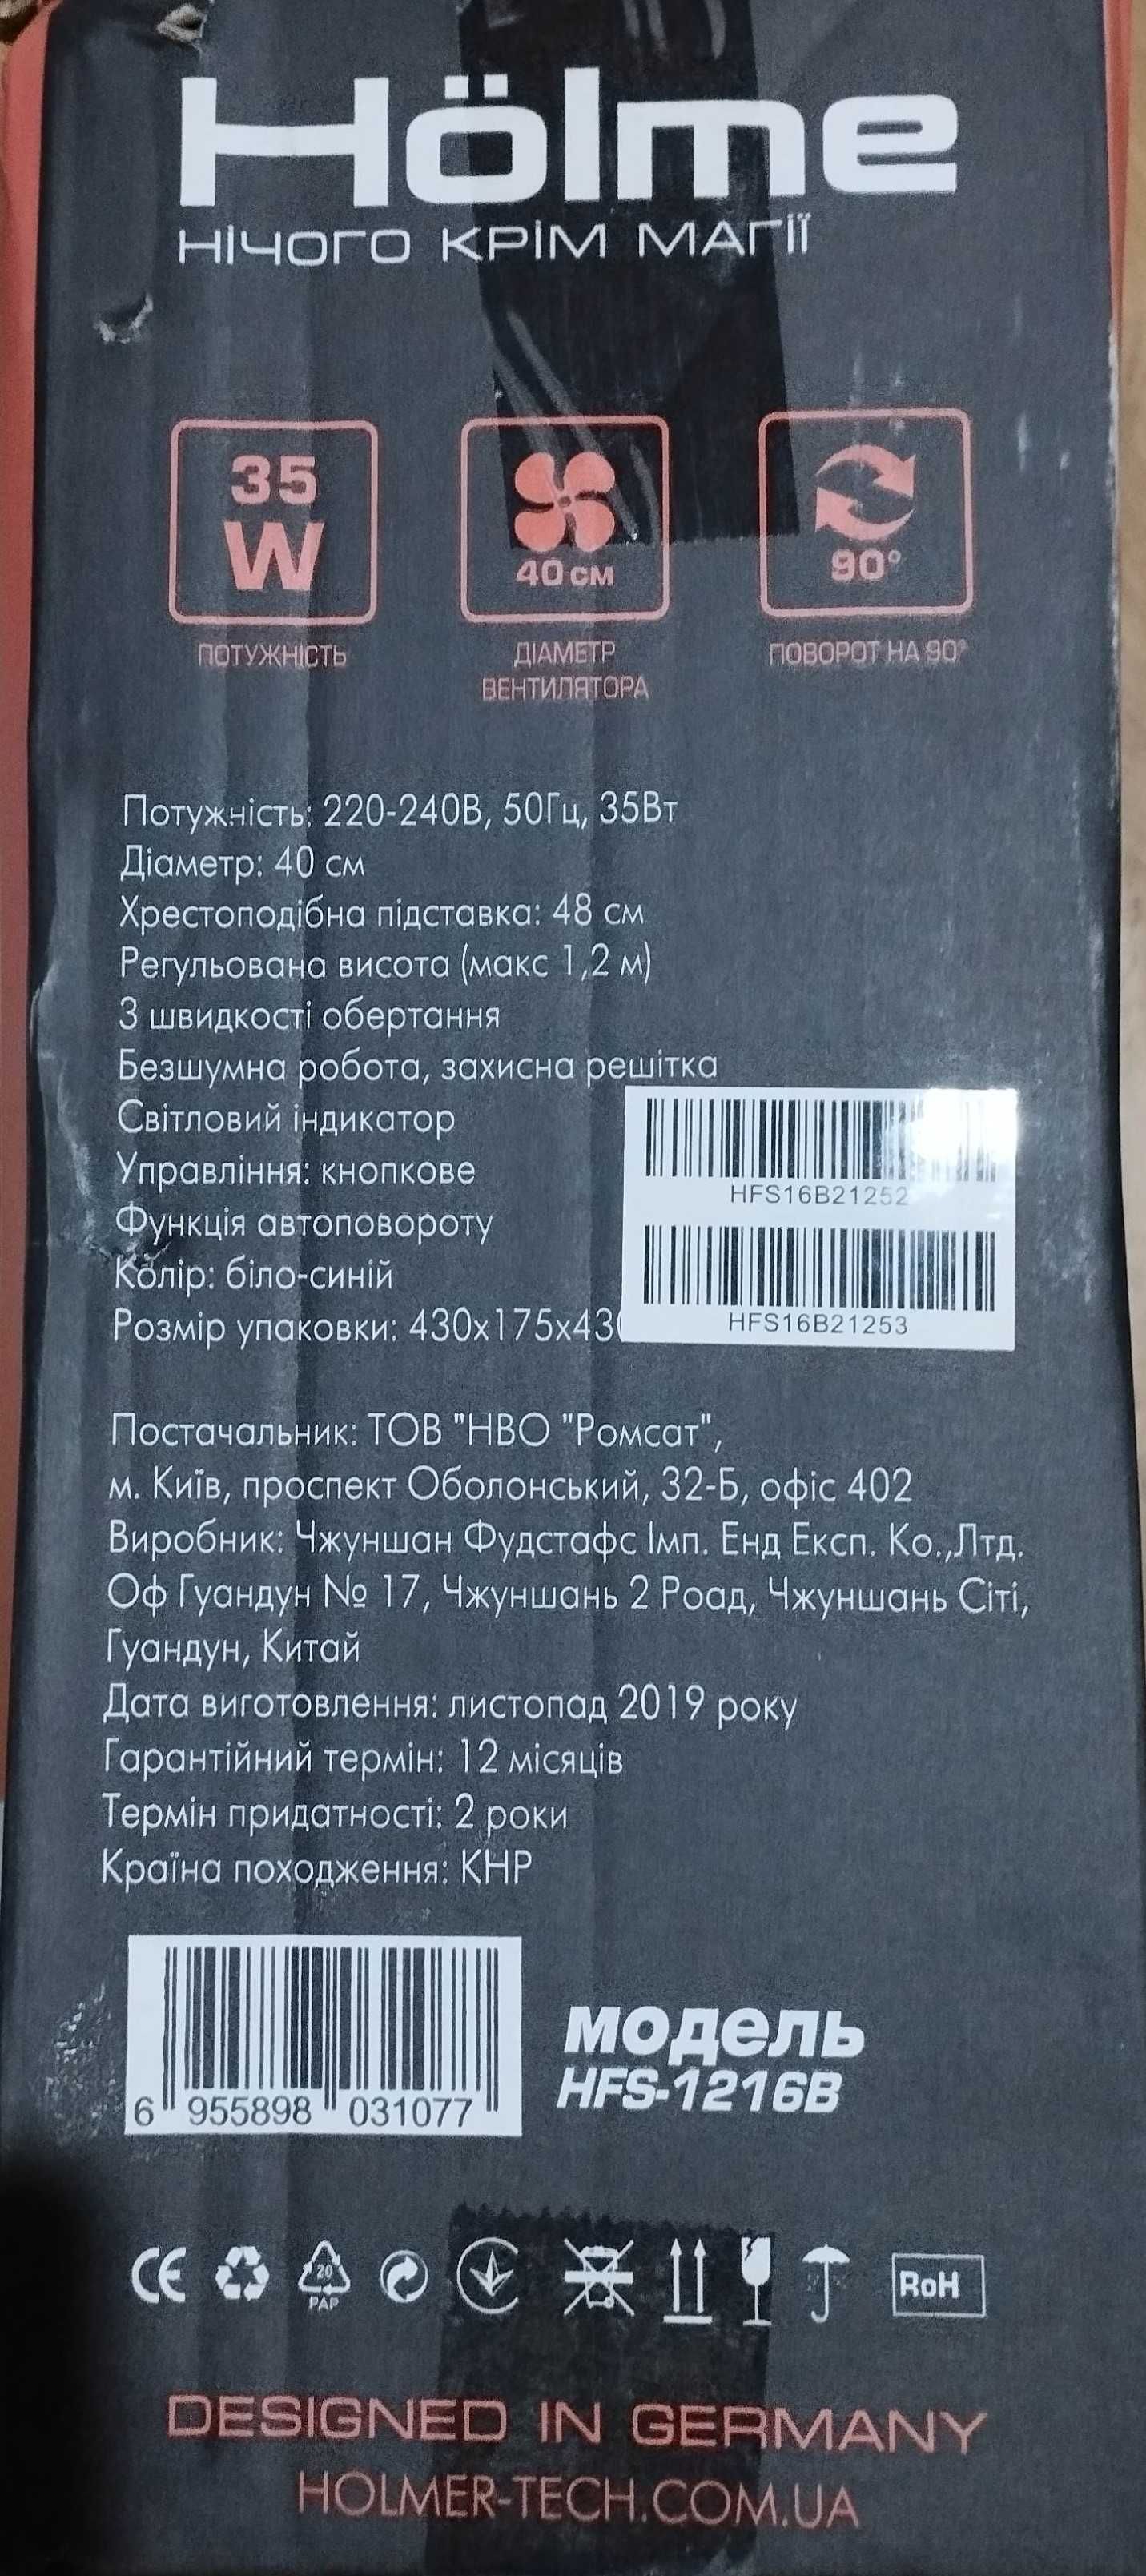 Hölme
НІЧОГО КРІМ МАГІЇ
35
W
ПОТУЖНІСТЬ
40 см
ДІАМЕТР
ВЕНТИЛЯТОРА
90°
ПОВОРОТ НА 90°
Потужність: 220-240В, 50Гц, 35Вт
Діаметр: 40 см
Хрестоподібна підставка: 48 см
Регульована висота (макс 1,2 м)
3 швидкості обертання
Безшумна робота, захисна решітка
Світловий індикатор
Управління: кнопкове
Функція автоповороту
Колір: біло-синій
Розмір упаковки: 430x175x430
HFS16B21252
HFS16B21253
Постачальник: ТОВ "НВО "Ромсат",
м. Київ, проспект Оболонський, 32-Б, офіс 402
Виробник: Чжуншан Фудстафс Імп. Енд Експ. Ко.,Лтд.
Оф Гуандун № 17, Чжуншань 2 Роад, Чжуншань Сіті,
Гуандун, Китай
Дата виготовлення: листопад 2019 року
Гарантійний термін: 12 місяців
Термін придатності: 2 роки
Країна походження: КНР
6 955898 031077
модель
HFS-1216B
CE
20
PAP
RoH
DESIGNED IN GERMANY
HOLMER-TECH.COM.UA